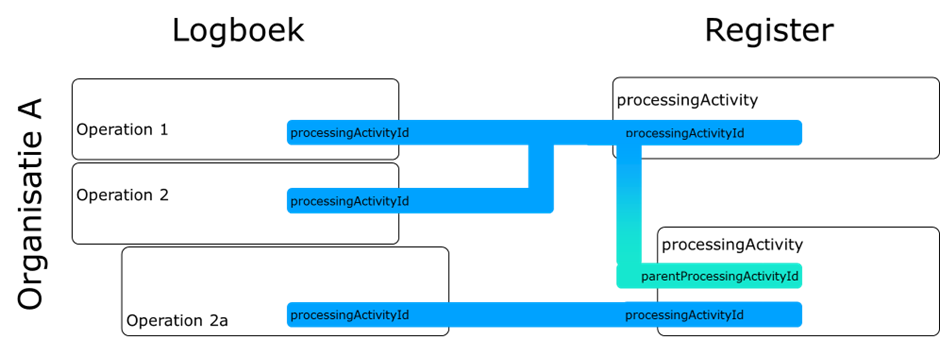 Logboek
Register
Organisatie A
processingActivity
Operation 1
processingActivityId
processingActivityId
Operation 2
processingActivityId
processingActivity
parentProcessingActivityId
Operation 2a
processingActivityId
processingActivityId